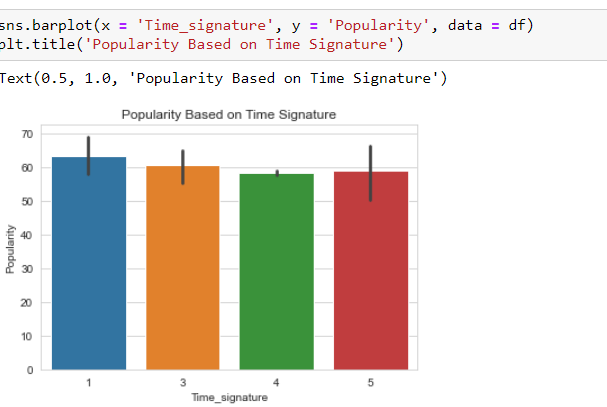 sns.barplot(x = 'Time_signature', y = 'Popularity', data = df)
plt.title('Popularity Based on Time Signature')
Text(0.5, 1.0, 'Popularity Based on Time Signature')
Popularity Based on Time Signature
70
60
50
40
30
20
10
0
Popularity
1 3 4 5
Time_signature